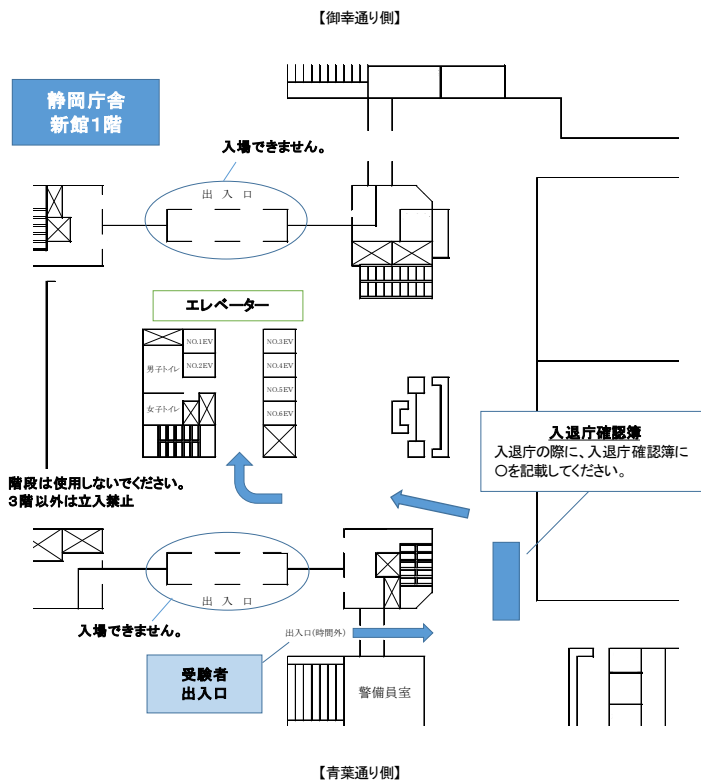 【御幸通り側】
静岡庁舎
新館1階
入場できません。
出 入 口
エレベーター
NO.1EV
NO.2EV
男子トイレ
女子トイレ
NO.3EV
NO.4EV
NO.5EV
NO.6EV
入退庁確認簿
入退庁の際に、入退庁確認簿に
〇を記載してください。
階段は使用しないでください。
3階以外は立入禁止
出 入 口
入場できません。
出入口(時間外)
受験者
出入口
警備員室
【青葉通り側】